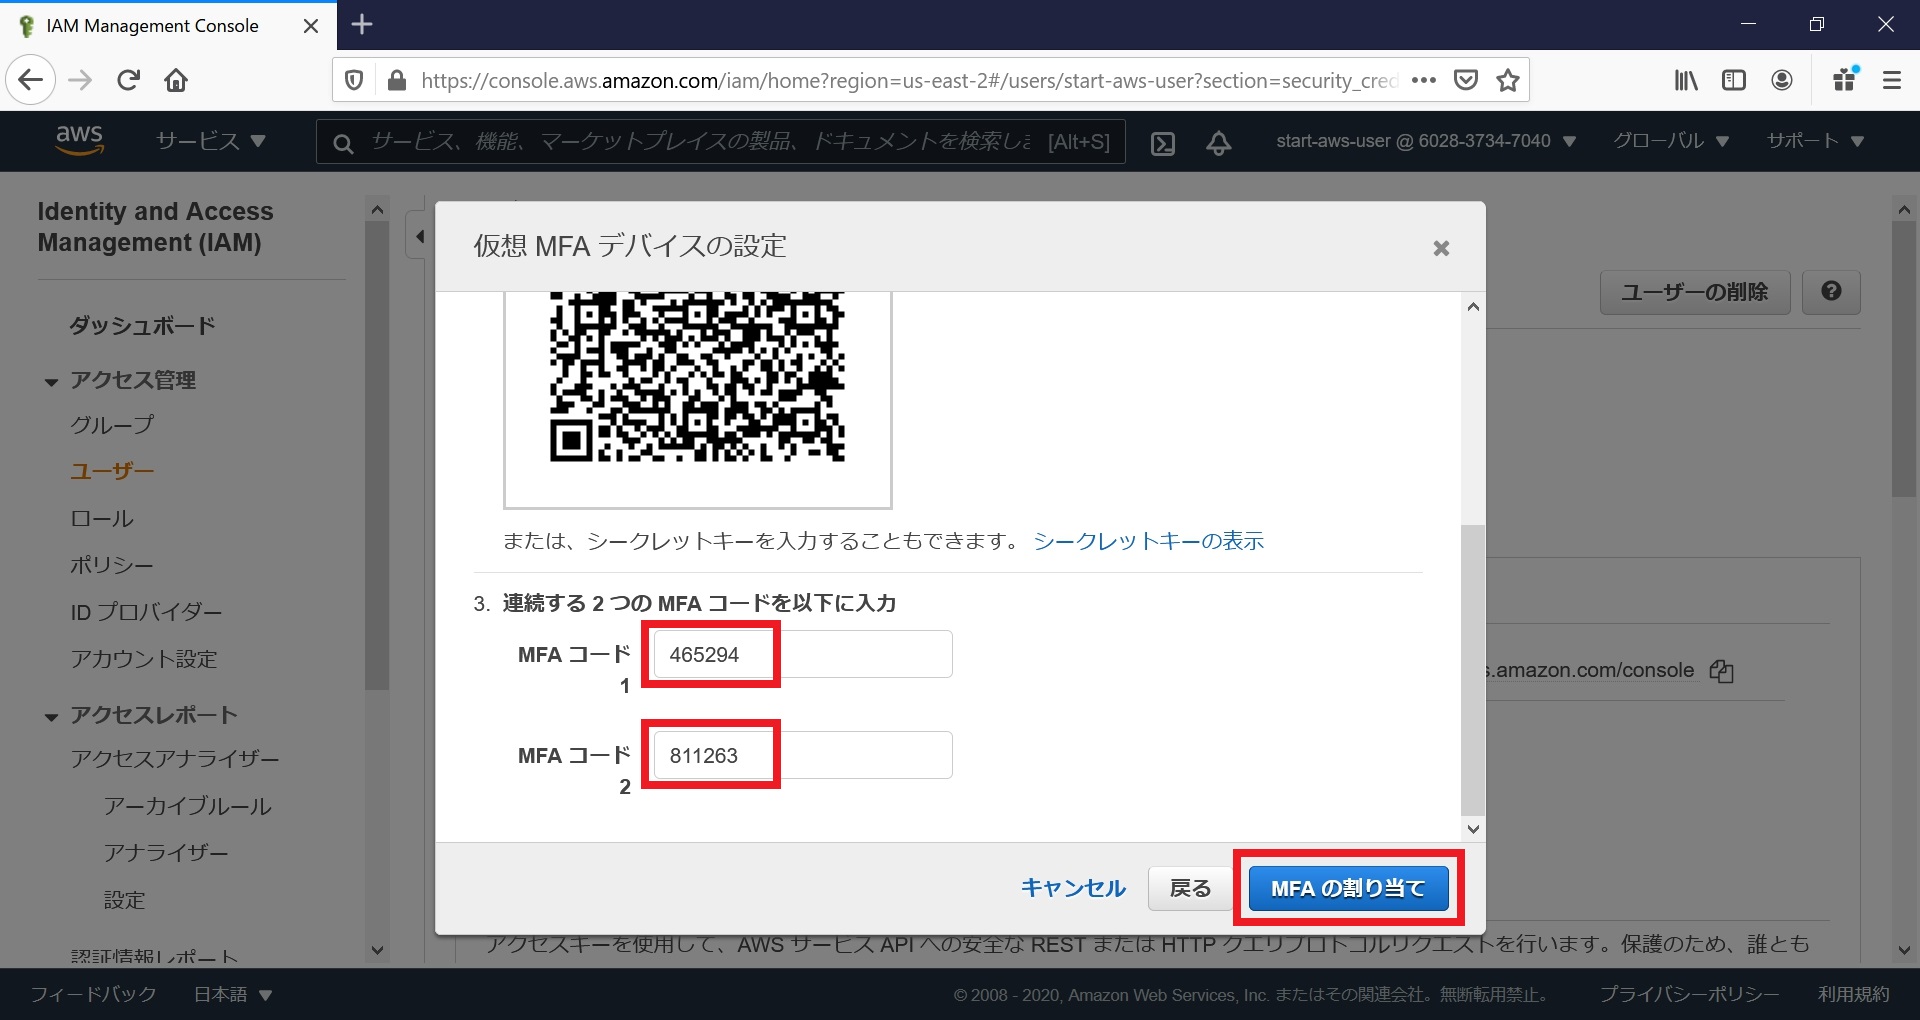 IAM Management Console
https://console.aws.amazon.com/iam/home?region=us-east-2#/users/start-aws-user?section=security_cred
aws
サービス
サービス、機能、マーケットプレイスの製品、ドキュメントを検索しま [Alt+S]
start-aws-user @ 6028-3734-7040
グローバル
サポート
Identity and Access
Management (IAM)
ダッシュボード
アクセス管理
グループ
ユーザー
ロール
ポリシー
ID プロバイダー
アカウント設定
アクセスレポート
アクセスアナライザー
アーカイブルール
アナライザー
設定
認証情報レポート
ユーザーの削除
仮想 MFA デバイスの設定
または、シークレットキーを入力することもできます。 シークレットキーの表示
3. 連続する 2 つの MFA コードを以下に入力
MFA コード
1
465294
MFA コード
2
811263
キャンセル
戻る
MFA の割り当て
s.amazon.com/console
アクセスキーを使用して、AWS サービス API への安全な REST または HTTP クエリプロトコルリクエストを行います。保護のため、誰とも
フィードバック
日本語
© 2008 - 2020, Amazon Web Services, Inc. またはその関連会社。無断転用禁止。
プライバシーポリシー
利用規約